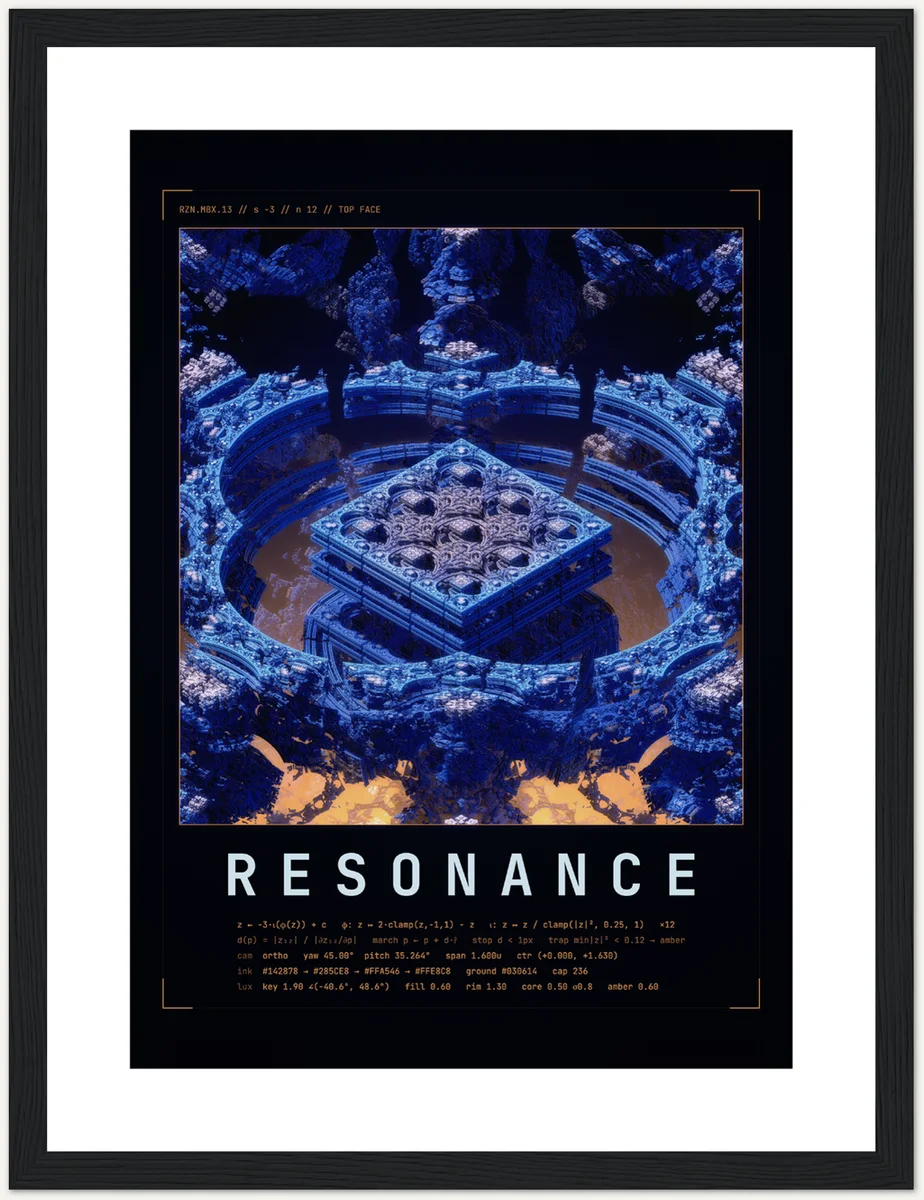 RZN.MBX.13 // s -3 // n 12 // TOP FACE
RESONANCE
z ← -3·ι(ϕ(z)) + c ϕ: z ↦ 2·clamp(z,-1,1) - z ι: z ↦ z / clamp(|z|², 0.25, 1) ×12
d(p) = |z₁₂| / |∂z₁₂/∂p| march p ← p + d· stop d < 1px trap min|z|² < 0.12 → amber
cam ortho yaw 45.00° pitch 35.264° span 1.600u ctr (+0.000, +1.630)
ink #142878 → #285CE8 → #FFA546 → #FFE8C8 ground #030614 cap 236
lux key 1.90 ∠(-40.6°, 48.6°) fill 0.60 rim 1.30 core 0.50 σ0.8 amber 0.60